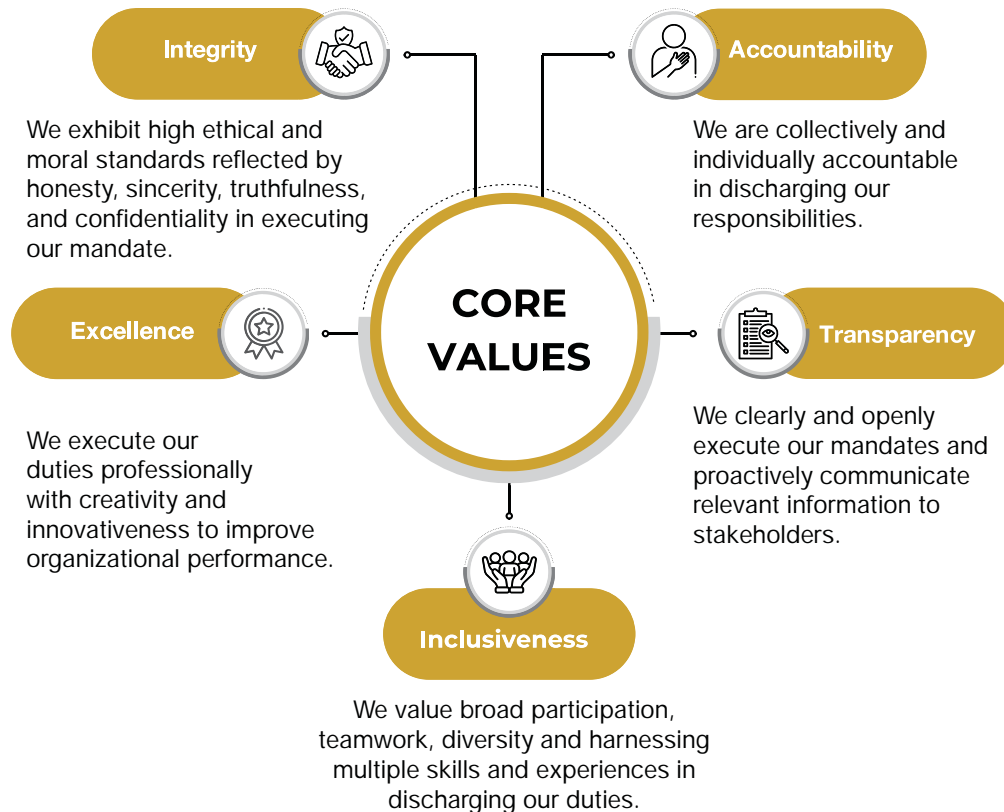 Integrity
We exhibit high ethical and
moral standards reflected by
honesty, sincerity, truthfulness,
and confidentiality in executing
our mandate.
Accountability
We are collectively and
individually accountable
in discharging our
responsibilities.
CORE
VALUES
Excellence
We execute our
duties professionally
with creativity and
innovativeness to improve
organizational performance.
Transparency
We clearly and openly
execute our mandates and
proactively communicate
relevant information to
stakeholders.
Inclusiveness
We value broad participation,
teamwork, diversity and harnessing
multiple skills and experiences in
discharging our duties.